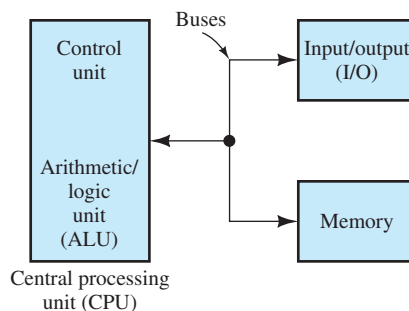 Buses
Control
unit
Arithmetic/
logic
unit
(ALU)
Central processing
unit (CPU)
Input/output
(I/O)
Memory